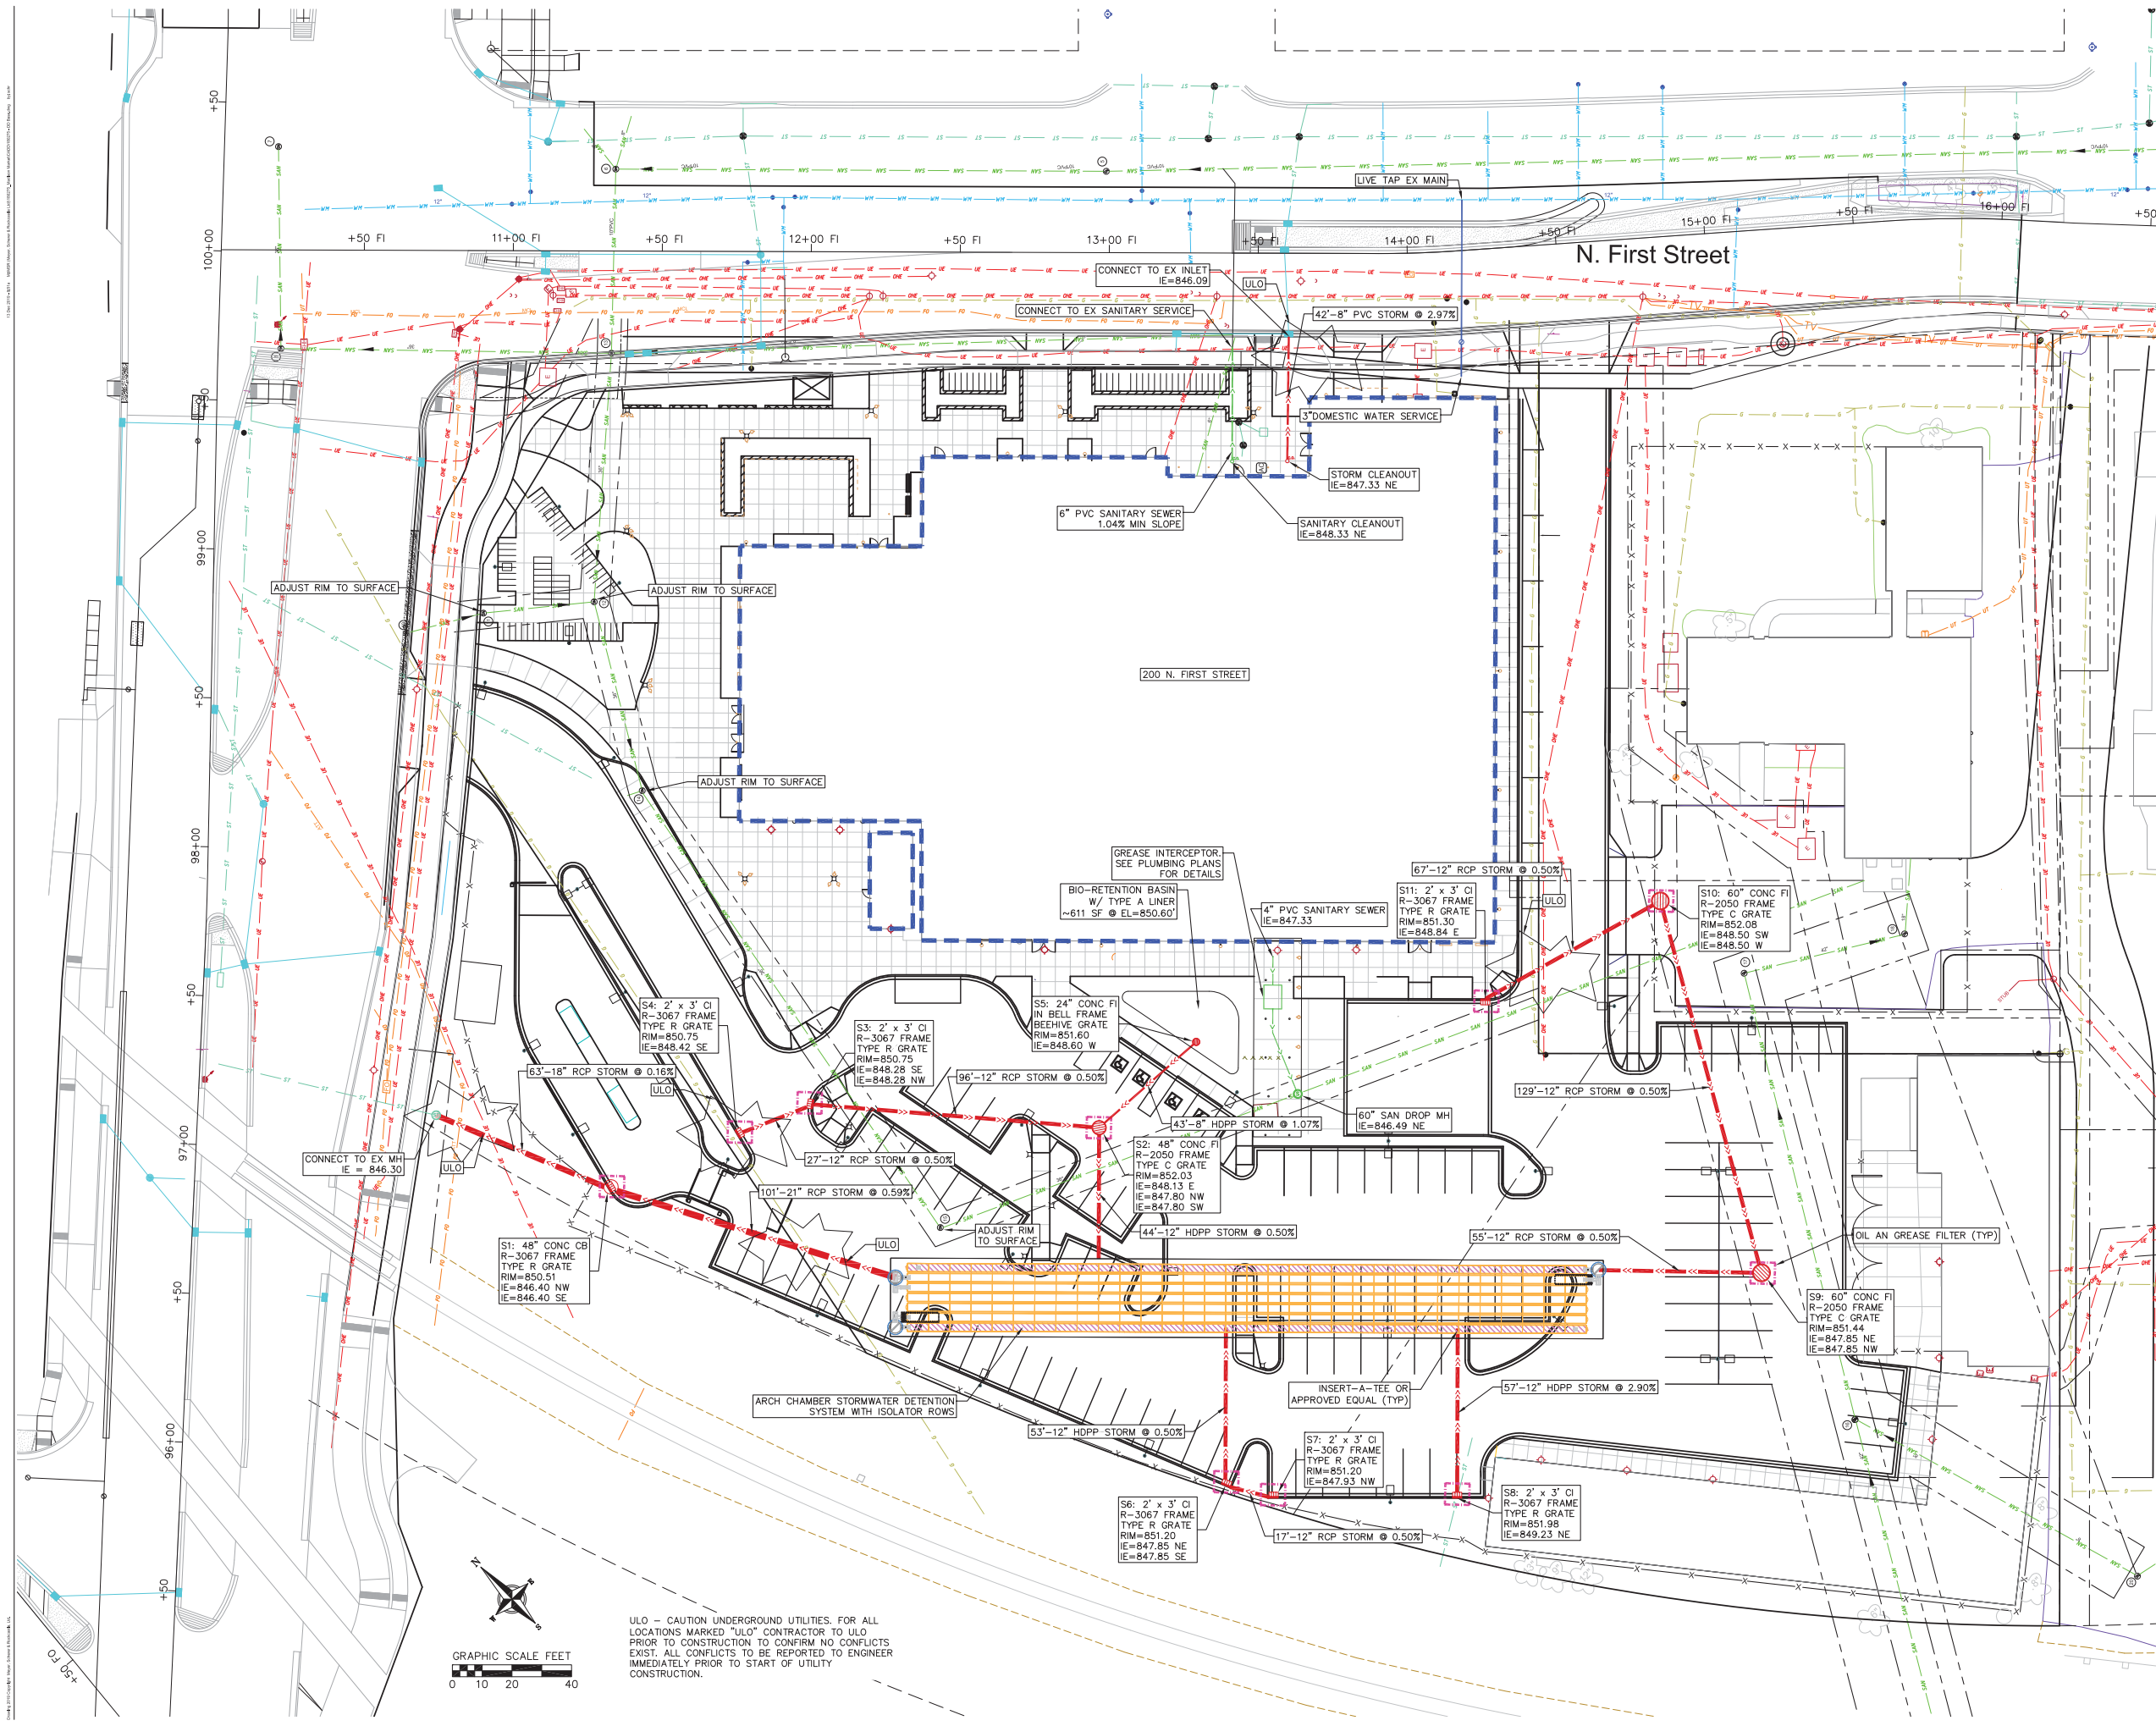 +50
LIVE TAP EX MAIN
12"
12"
12"
12"
100+00
+50 FI
11+00 FI
+50 FI
12+00 FI
+50 FI
13+00 FI
+50 FI
14+00 FI
+50 FI
15+00 FI
+50 FI
16+00 FI
N. First Street
CONNECT TO EX INLET
IE=846.09
ULO
CONNECT TO EX SANITARY SERVICE
42'-8" PVC STORM @ 2.97%
3"DOMESTIC WATER SERVICE
STORM CLEANOUT
IE=847.33 NE
6" PVC SANITARY SEWER
1.04% MIN SLOPE
SANITARY CLEANOUT
IE=848.33 NE
+50
99+00
ADJUST RIM TO SURFACE
ADJUST RIM TO SURFACE
200 N. FIRST STREET
+50
ADJUST RIM TO SURFACE
98+00
GREASE INTERCEPTOR.
SEE PLUMBING PLANS
FOR DETAILS
BIO-RETENTION BASIN
W/ TYPE A LINER
~611 SF @ EL=850.60'
4" PVC SANITARY SEWER
IE=847.33
67'-12" RCP STORM @ 0.50%
S11: 2' x 3' CI
R-3067 FRAME
TYPE R GRATE
RIM=851.30
IE=848.84 E
ULO
S10: 60" CONC FI
R-2050 FRAME
TYPE C GRATE
RIM=852.08
IE=848.50 SW
IE=848.50 W
+50
S4: 2' x 3' CI
R-3067 FRAME
TYPE R GRATE
RIM=850.75
IE=848.42 SE
S3: 2' x 3' CI
R-3067 FRAME
TYPE R GRATE
RIM=850.75
IE=848.28 SE
IE=848.28 NW
S5: 24" CONC FI
IN BELL FRAME
BEEHIVE GRATE
RIM=851.60
IE=848.60 W
STUB
63'-18" RCP STORM @ 0.16%
ULO
96'-12" RCP STORM @ 0.50%
129'-12" RCP STORM @ 0.50%
60" SAN DROP MH
IE=846.49 NE
43'-8" HDPP STORM @ 1.07%
97+00
CONNECT TO EX MH
IE = 846.30
ULO
27'-12" RCP STORM @ 0.50%
S2: 48" CONC FI
R-2050 FRAME
TYPE C GRATE
RIM=852.03
IE=848.13 E
IE=847.80 NW
IE=847.80 SW
101'-21" RCP STORM @ 0.59%
ADJUST RIM
TO SURFACE
44'-12" HDPP STORM @ 0.50%
55'-12" RCP STORM @ 0.50%
OIL AN GREASE FILTER (TYP)
ULO
S1: 48" CONC CB
R-3067 FRAME
TYPE R GRATE
RIM=850.51
IE=846.40 NW
IE=846.40 SE
+50
S9: 60" CONC FI
R-2050 FRAME
TYPE C GRATE
RIM=851.44
IE=847.85 NE
IE=847.85 NW
ARCH CHAMBER STORMWATER DETENTION
SYSTEM WITH ISOLATOR ROWS
INSERT-A-TEE OR
APPROVED EQUAL (TYP)
57'-12" HDPP STORM @ 2.90%
53'-12" HDPP STORM @ 0.50%
96+00
S7: 2' x 3' CI
R-3067 FRAME
TYPE R GRATE
RIM=851.20
IE=847.93 NW
S6: 2' x 3' CI
R-3067 FRAME
TYPE R GRATE
RIM=851.20
IE=847.85 NE
IE=847.85 SE
S8: 2' x 3' CI
R-3067 FRAME
TYPE R GRATE
RIM=851.98
IE=849.23 NE
17'-12" RCP STORM @ 0.50%
+50
+50 FO
GRAPHIC SCALE FEET
0 10 20 40
ULO - CAUTION UNDERGROUND UTILITIES. FOR ALL
LOCATIONS MARKED "ULO" CONTRACTOR TO ULO
PRIOR TO CONSTRUCTION TO CONFIRM NO CONFLICTS
EXIST. ALL CONFLICTS TO BE REPORTED TO ENGINEER
IMMEDIATELY PRIOR TO START OF UTILITY
CONSTRUCTION.